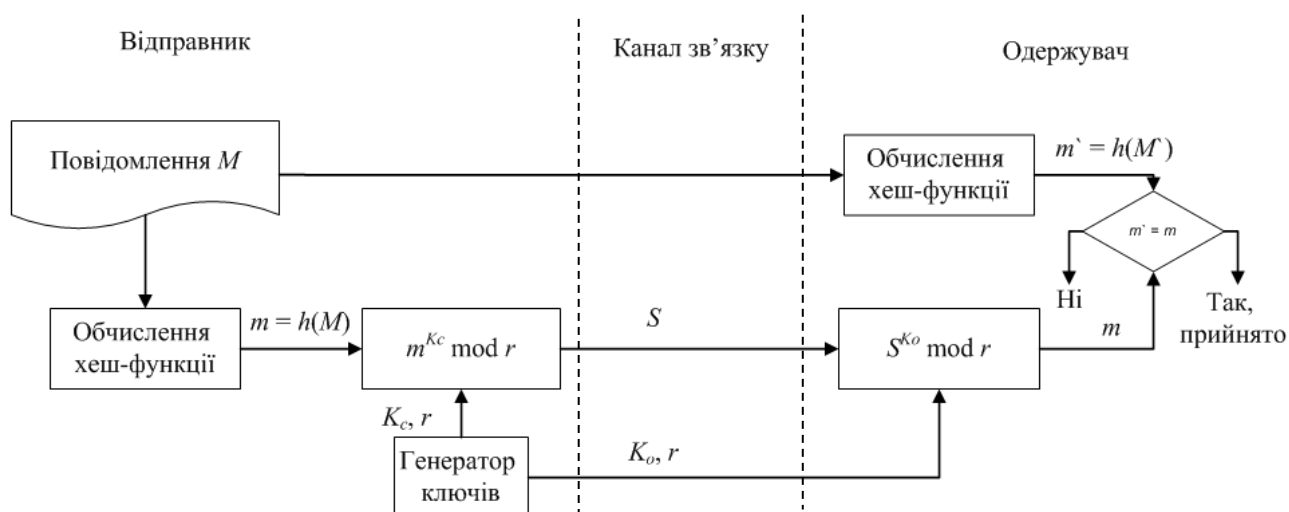 Відправник
Канал зв’язку
Одержувач
Повідомлення M
Обчислення
хеш-функції
m` = h(M`)
m` = m
Ні
Так,
прийнято
Обчислення
хеш-функції
m = h(M)
m^Kc mod r
S
S^Ko mod r
m
Kc, r
Генератор
ключів
Ko, r